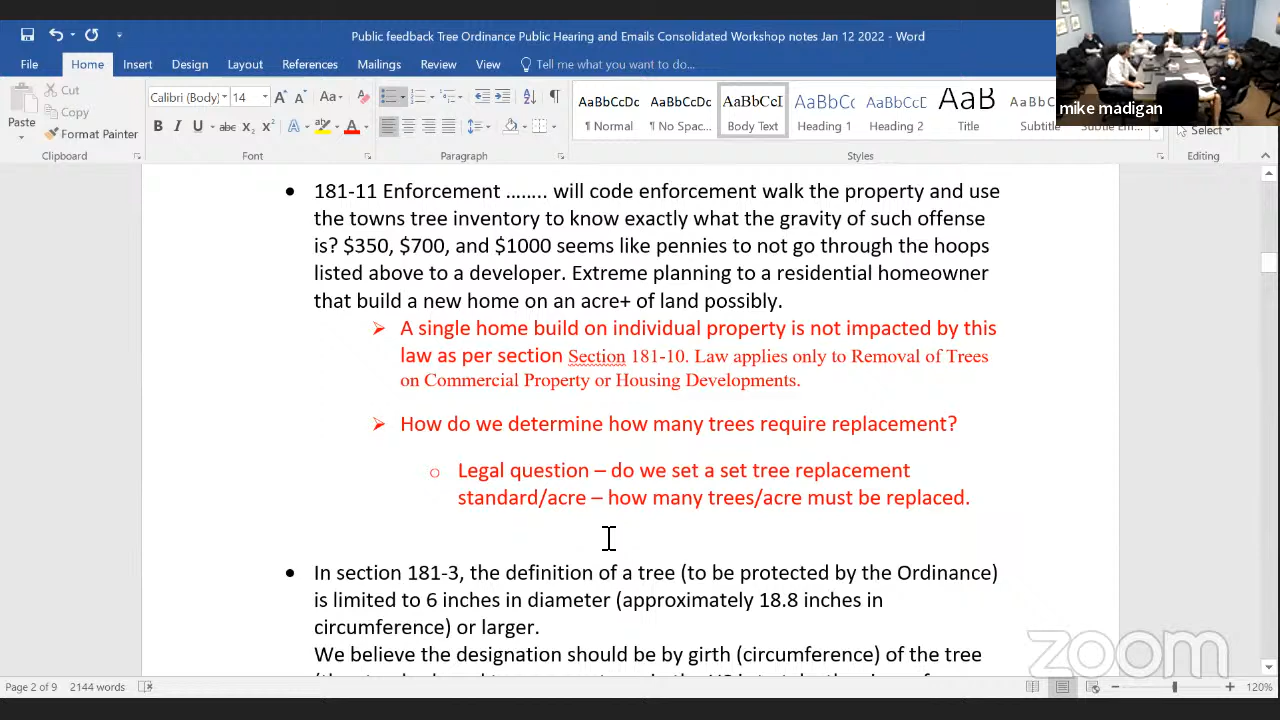 Public feedback Tree Ordinance Public Hearing and Emails Consolidated Workshop notes Jan 12 2022 - Word
File Home Insert Design Layout References Mailings Review View Tell me what you want to do...
mike madigan
Cut
Copy
Format Painter
Paste
Calibri (Body) 14
Aa
B I U abc X₂ X²
AaBbCcDc AaBbCcDc AaBbCcI AaBbCc AaBbCcD AaB
¶ Normal ¶ No Spac... Body Text Heading 1 Heading 2 Title Subtitle Subtle Em...
Select
Clipboard Font Paragraph Styles Editing
• 181-11 Enforcement …….. will code enforcement walk the property and use
the towns tree inventory to know exactly what the gravity of such offense
is? $350, $700, and $1000 seems like pennies to not go through the hoops
listed above to a developer. Extreme planning to a residential homeowner
that build a new home on an acre+ of land possibly.
➢ A single home build on individual property is not impacted by this
law as per section Section 181-10. Law applies only to Removal of Trees
on Commercial Property or Housing Developments.
➢ How do we determine how many trees require replacement?
o Legal question – do we set a set tree replacement
standard/acre – how many trees/acre must be replaced.
• In section 181-3, the definition of a tree (to be protected by the Ordinance)
is limited to 6 inches in diameter (approximately 18.8 inches in
circumference) or larger.
We believe the designation should be by girth (circumference) of the tree
zoom
Page 2 of 9 2144 words
120%